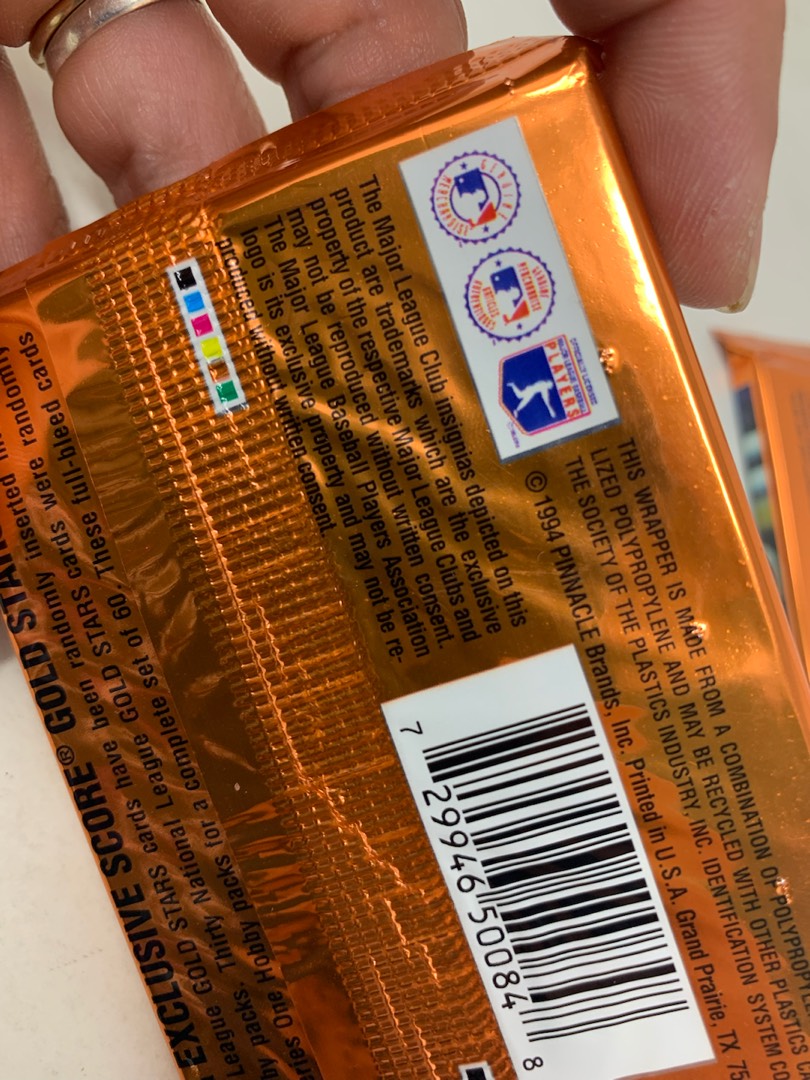 EXCLUSIVE SCORE® GOLD STARS
League GOLD STARS cards have been randomly inserted in
packs. Thirty National League GOLD STARS cards were randomly
One Hobby packs for a complete set of 60. These full-bleed cards
The Major League Club insignias depicted on this
product are trademarks which are the exclusive
property of the respective Major League Clubs and
may not be reproduced without written consent.
The Major League Baseball Players Association
logo is its exclusive property and may not be re-
produced without written consent.
GENUINE
MERCHANDISE
PLAYERS
© 1994 PINNACLE Brands, Inc. Printed in U.S.A. Grand Prairie, TX 75
THIS WRAPPER IS MADE FROM A COMBINATION OF POLYPROPYLENE
LIZED POLYPROPYLENE AND MAY BE RECYCLED WITH OTHER PLASTICS
THE SOCIETY OF THE PLASTICS INDUSTRY, INC. IDENTIFICATION SYSTEM
7 29946 50084 8